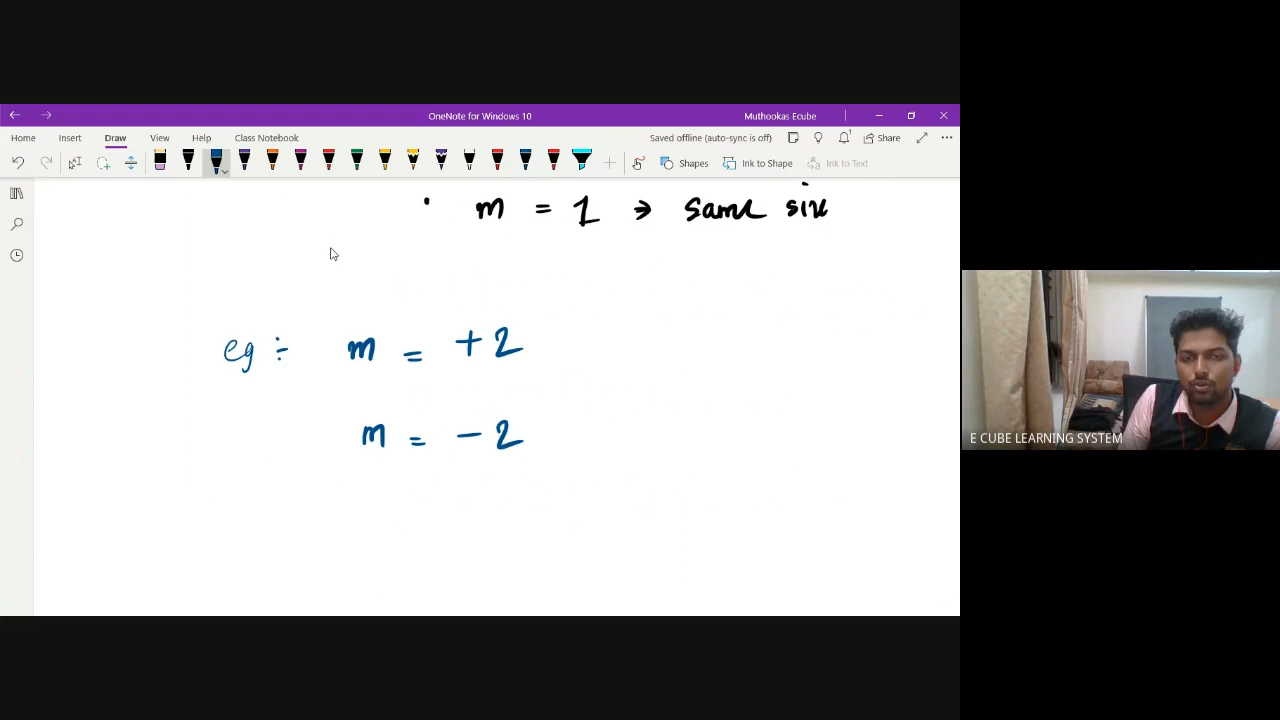 OneNote for Windows 10
Muthookas Ecube
Home Insert Draw View Help Class Notebook
Saved offline (auto-sync is off)
Share
Shapes
Ink to Shape
Ink to Text
• m = 1 → same size
eg ÷ m = +2
m = -2
E CUBE LEARNING SYSTEM